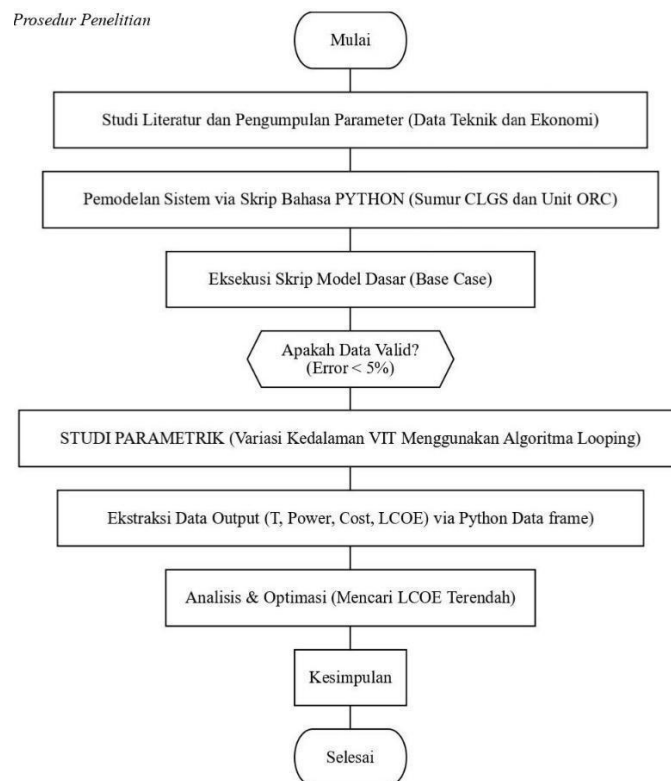 Prosedur Penelitian
Mulai
Studi Literatur dan Pengumpulan Parameter (Data Teknik dan Ekonomi)
Pemodelan Sistem via Skrip Bahasa PYTHON (Sumur CLGS dan Unit ORC)
Eksekusi Skrip Model Dasar (Base Case)
Apakah Data Valid?
(Error < 5%)
STUDI PARAMETRIK (Variasi Kedalaman VIT Menggunakan Algoritma Looping)
Ekstraksi Data Output (T, Power, Cost, LCOE) via Python Data frame)
Analisis & Optimasi (Mencari LCOE Terendah)
Kesimpulan
Selesai